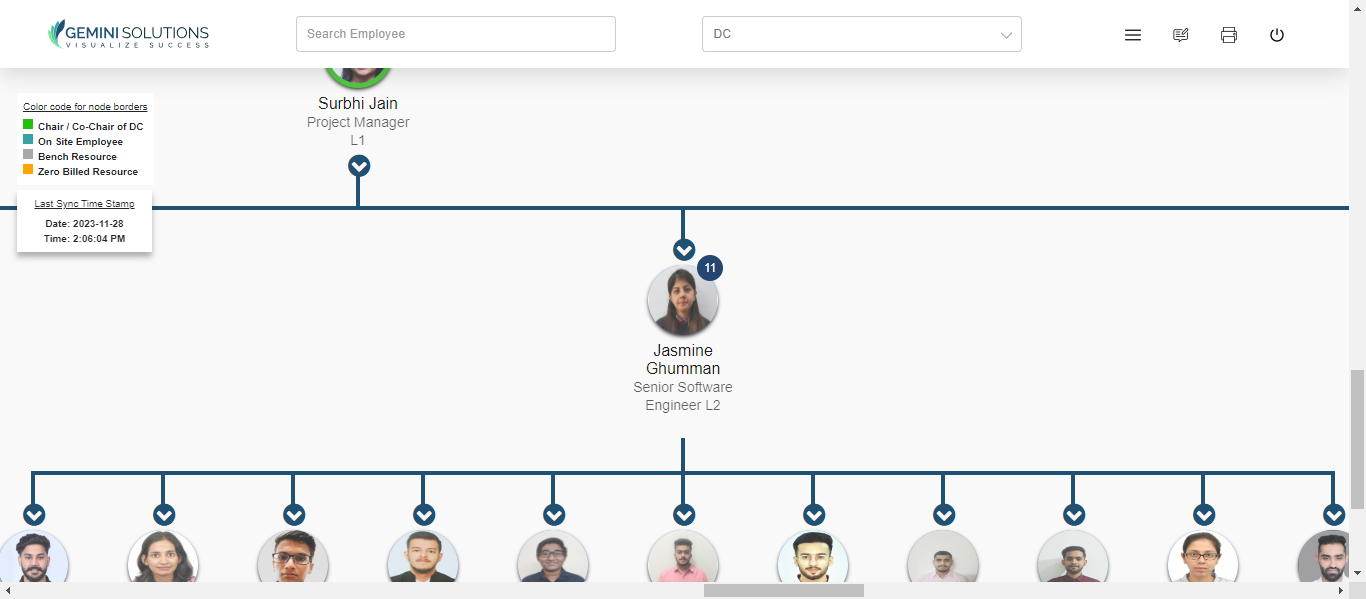 GEMINI SOLUTIONS
VISUALIZE SUCCESS
Search Employee
DC
Color code for node borders
Chair / Co-Chair of DC
On Site Employee
Bench Resource
Zero Billed Resource
Last Sync Time Stamp
Date: 2023-11-28
Time: 2:06:04 PM
Surbhi Jain
Project Manager
L1
11
Jasmine
Ghumman
Senior Software
Engineer L2